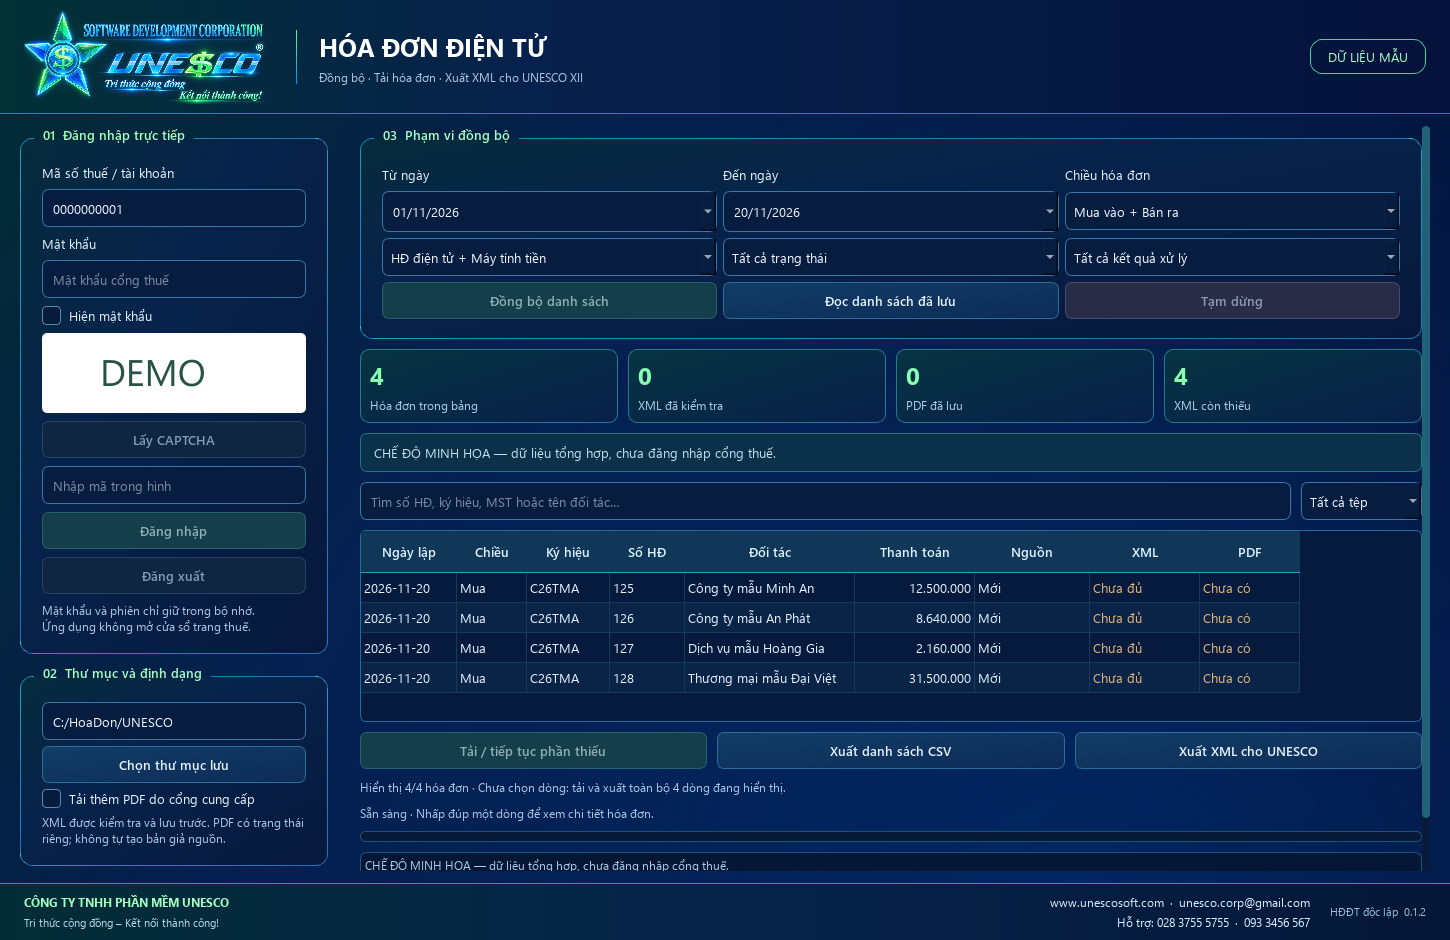 SOFTWARE DEVELOPMENT CORPORATION
UNE$CO ®
Tri thức cộng đồng
Kết nối thành công!
HÓA ĐƠN ĐIỆN TỬ
Đồng bộ · Tải hóa đơn · Xuất XML cho UNESCO XII
DỮ LIỆU MẪU
01 Đăng nhập trực tiếp
Mã số thuế / tài khoản
0000000001
Mật khẩu
Mật khẩu cổng thuế
Hiện mật khẩu
DEMO
Lấy CAPTCHA
Nhập mã trong hình
Đăng nhập
Đăng xuất
Mật khẩu và phiên chỉ giữ trong bộ nhớ.
Ứng dụng không mở cửa sổ trang thuế.
02 Thư mục và định dạng
C:/HoaDon/UNESCO
Chọn thư mục lưu
Tải thêm PDF do cổng cung cấp
XML được kiểm tra và lưu trước. PDF có trạng thái
riêng; không tự tạo bản giả nguồn.
03 Phạm vi đồng bộ
Từ ngày Đến ngày Chiều hóa đơn
01/11/2026 20/11/2026 Mua vào + Bán ra
HĐ điện tử + Máy tính tiền Tất cả trạng thái Tất cả kết quả xử lý
Đồng bộ danh sách Đọc danh sách đã lưu Tạm dừng
4 0 0 4
Hóa đơn trong bảng XML đã kiểm tra PDF đã lưu XML còn thiếu
CHẾ ĐỘ MINH HỌA — dữ liệu tổng hợp, chưa đăng nhập cổng thuế.
Tìm số HĐ, ký hiệu, MST hoặc tên đối tác... Tất cả tệp
Ngày lập Chiều Ký hiệu Số HĐ Đối tác Thanh toán Nguồn XML PDF
2026-11-20 Mua C26TMA 125 Công ty mẫu Minh An 12.500.000 Mới Chưa đủ Chưa có
2026-11-20 Mua C26TMA 126 Công ty mẫu An Phát 8.640.000 Mới Chưa đủ Chưa có
2026-11-20 Mua C26TMA 127 Dịch vụ mẫu Hoàng Gia 2.160.000 Mới Chưa đủ Chưa có
2026-11-20 Mua C26TMA 128 Thương mại mẫu Đại Việt 31.500.000 Mới Chưa đủ Chưa có
Tải / tiếp tục phần thiếu Xuất danh sách CSV Xuất XML cho UNESCO
Hiển thị 4/4 hóa đơn · Chưa chọn dòng: tải và xuất toàn bộ 4 dòng đang hiển thị.
Sẵn sàng · Nhấp đúp một dòng để xem chi tiết hóa đơn.
CHẾ ĐỘ MINH HỌA — dữ liệu tổng hợp, chưa đăng nhập cổng thuế.
CÔNG TY TNHH PHẦN MỀM UNESCO
Tri thức cộng đồng – Kết nối thành công!
www.unescosoft.com · unesco.corp@gmail.com
Hỗ trợ: 028 3755 5755 · 093 3456 567
HĐĐT độc lập 0.1.2